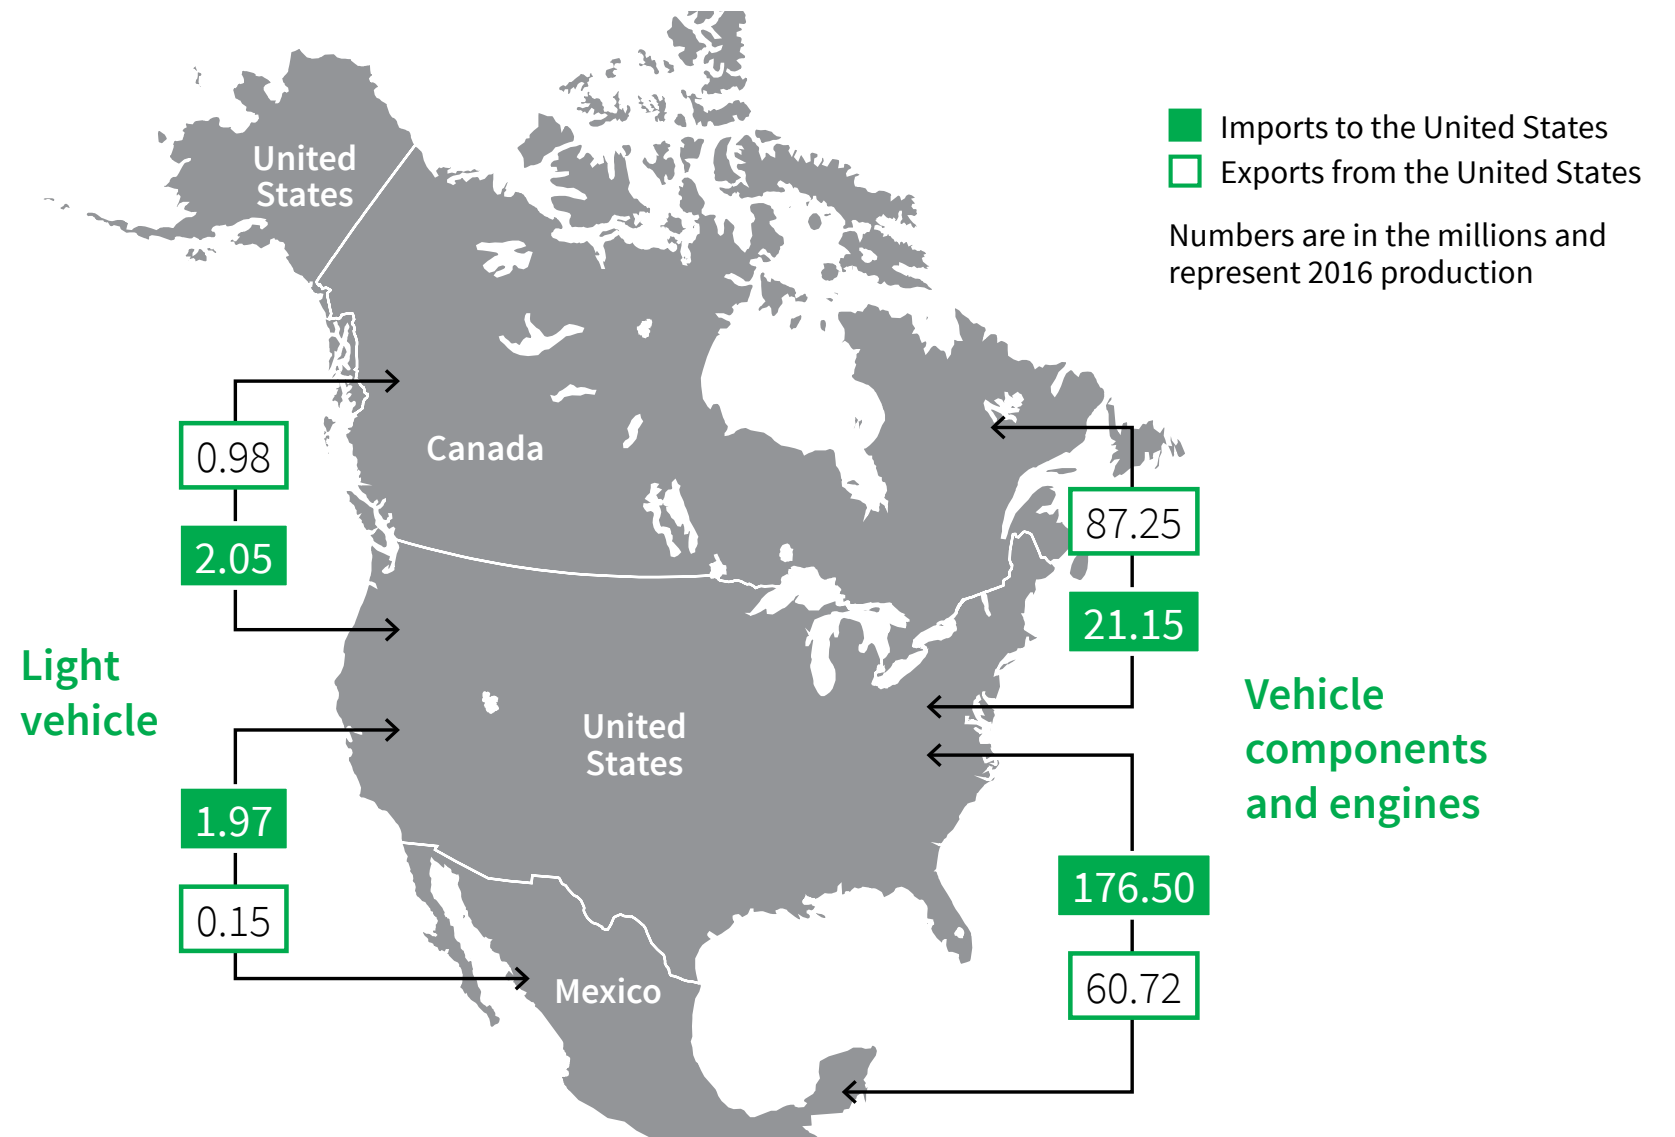 Imports to the United States
Exports from the United States
Numbers are in the millions and
represent 2016 production
United
States
Canada
0.98
2.05
87.25
21.15
Light
vehicle
United
States
Vehicle
components
and engines
1.97
0.15
176.50
60.72
Mexico